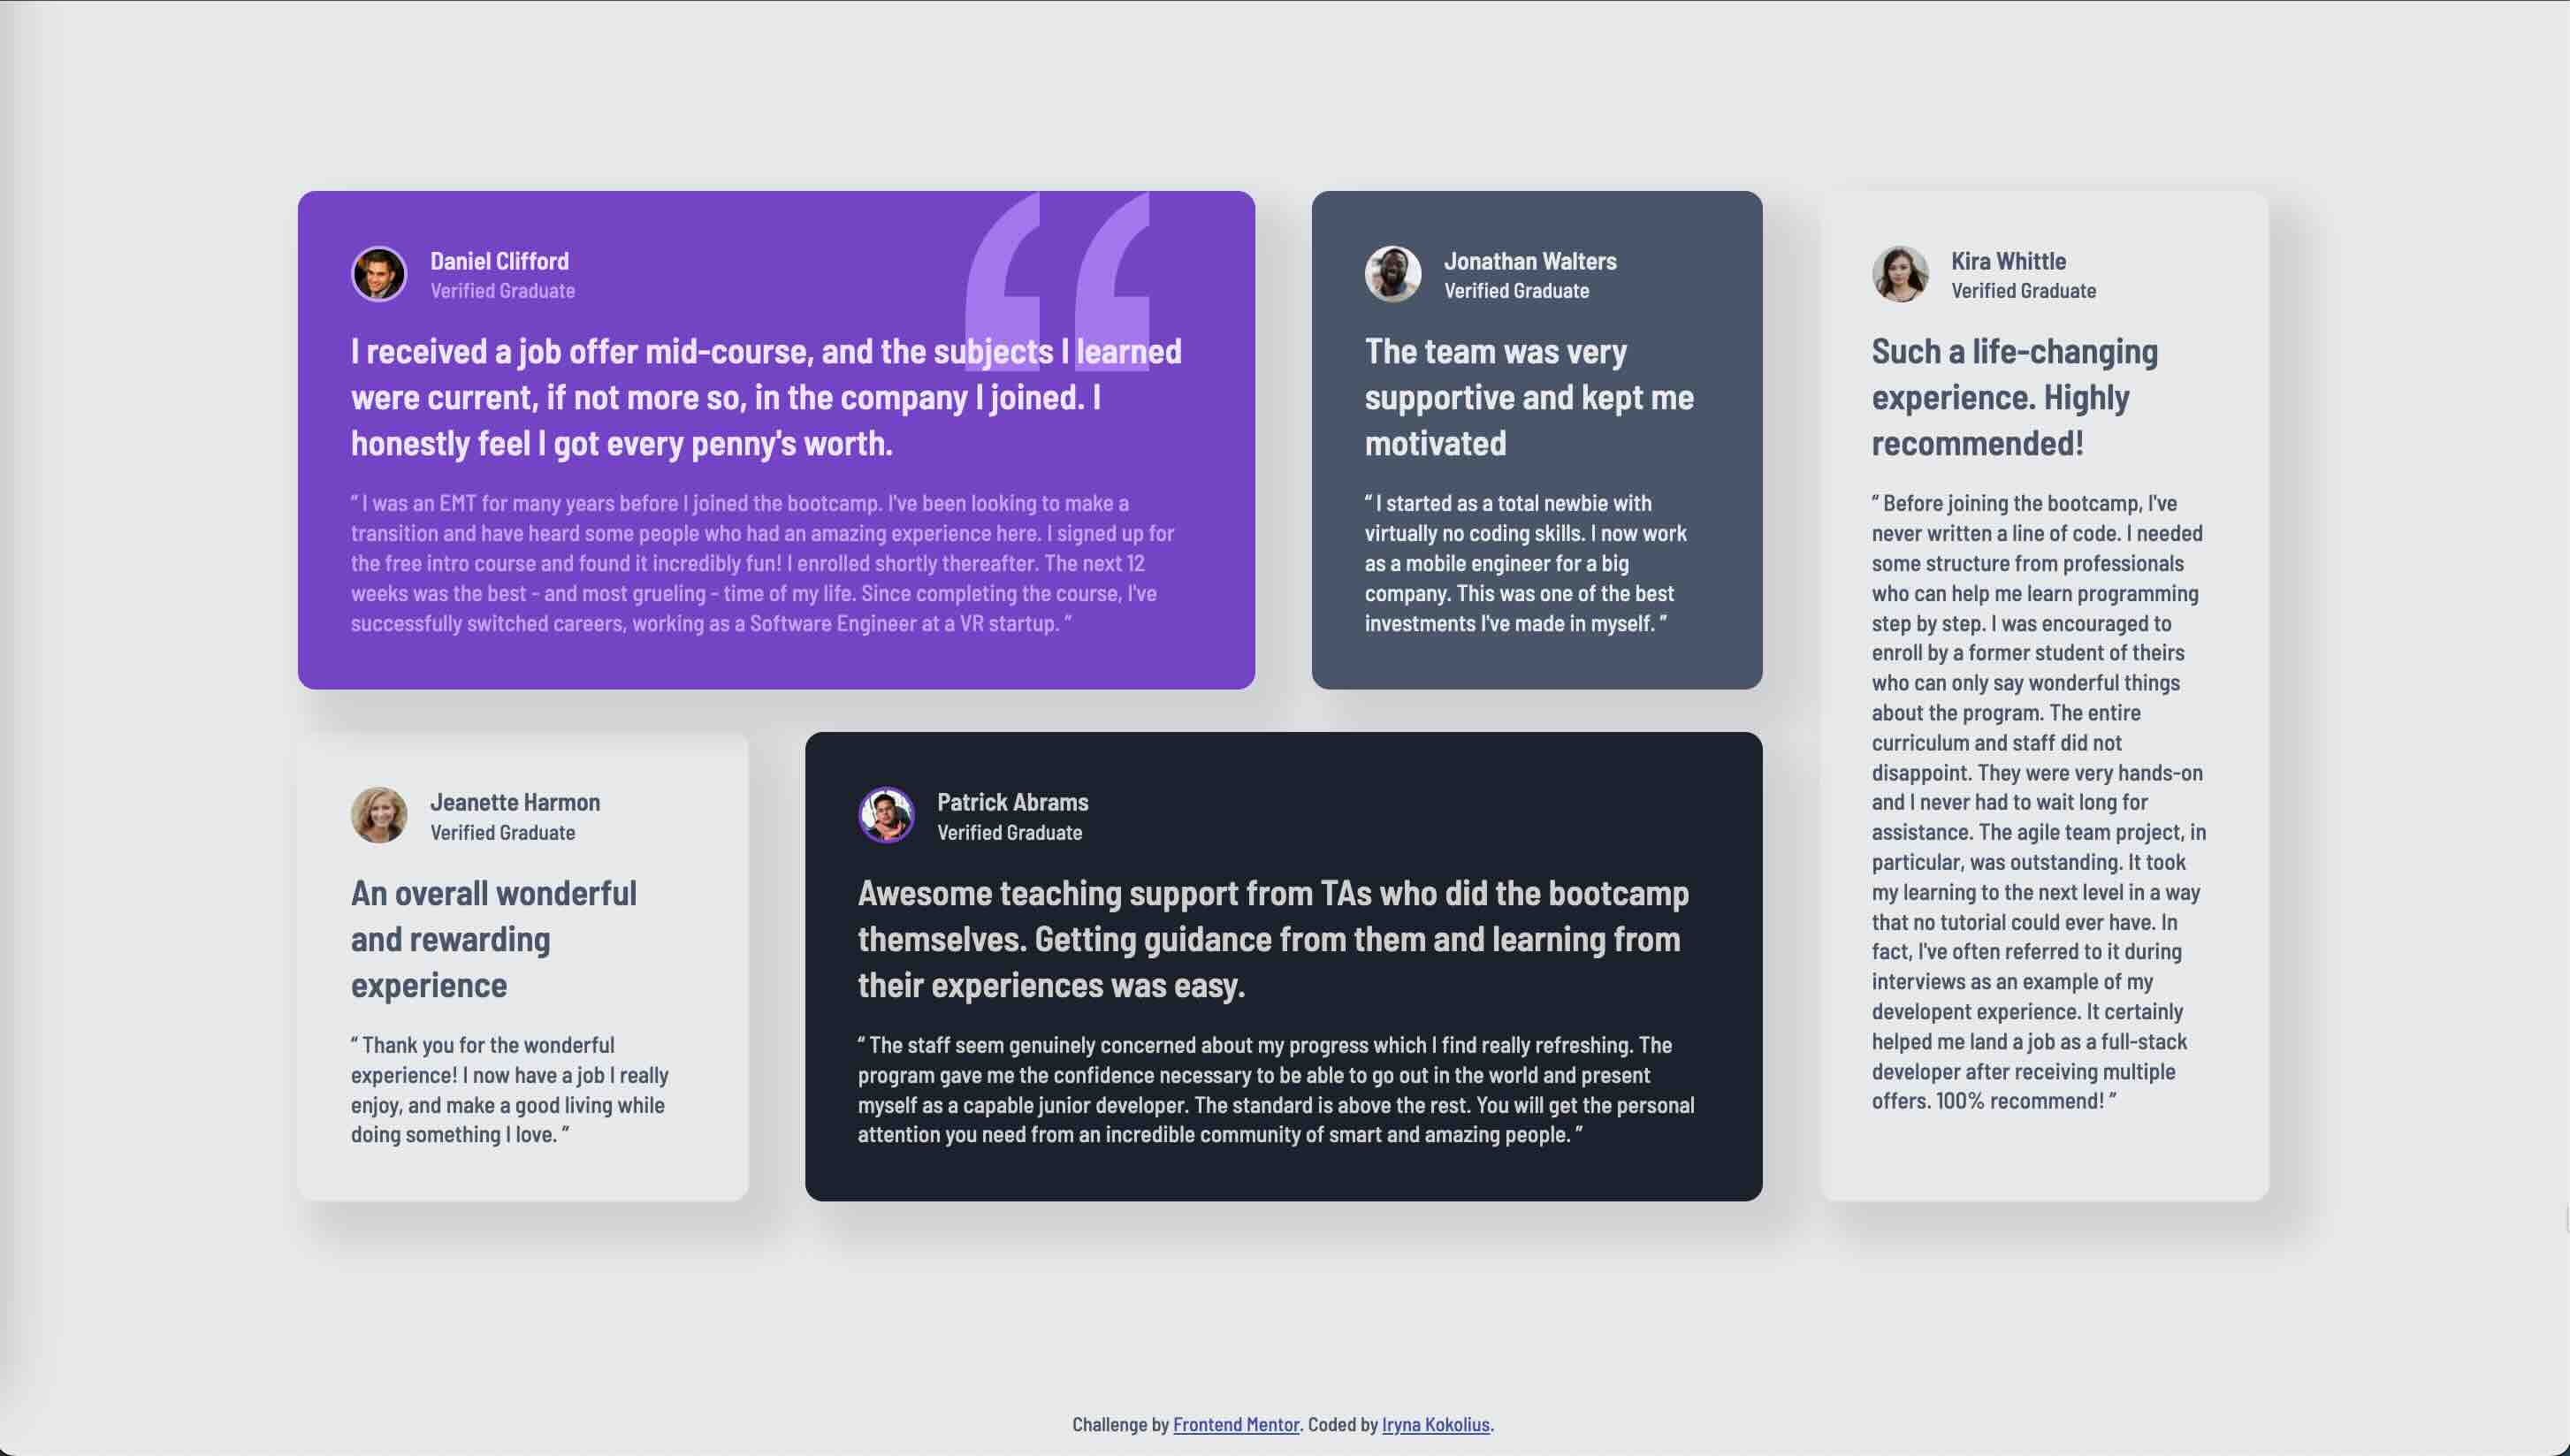 Daniel Clifford
Verified Graduate
I received a job offer mid-course, and the subjects I learned
were current, if not more so, in the company I joined. I
honestly feel I got every penny's worth.
“ I was an EMT for many years before I joined the bootcamp. I've been looking to make a
transition and have heard some people who had an amazing experience here. I signed up for
the free intro course and found it incredibly fun! I enrolled shortly thereafter. The next 12
weeks was the best - and most grueling - time of my life. Since completing the course, I've
successfully switched careers, working as a Software Engineer at a VR startup. ”
Jonathan Walters
Verified Graduate
The team was very
supportive and kept me
motivated
“ I started as a total newbie with
virtually no coding skills. I now work
as a mobile engineer for a big
company. This was one of the best
investments I've made in myself. ”
Kira Whittle
Verified Graduate
Such a life-changing
experience. Highly
recommended!
“ Before joining the bootcamp, I've
never written a line of code. I needed
some structure from professionals
who can help me learn programming
step by step. I was encouraged to
enroll by a former student of theirs
who can only say wonderful things
about the program. The entire
curriculum and staff did not
disappoint. They were very hands-on
and I never had to wait long for
assistance. The agile team project, in
particular, was outstanding. It took
my learning to the next level in a way
that no tutorial could ever have. In
fact, I've often referred to it during
interviews as an example of my
developent experience. It certainly
helped me land a job as a full-stack
developer after receiving multiple
offers. 100% recommend! ”
Jeanette Harmon
Verified Graduate
An overall wonderful
and rewarding
experience
“ Thank you for the wonderful
experience! I now have a job I really
enjoy, and make a good living while
doing something I love. ”
Patrick Abrams
Verified Graduate
Awesome teaching support from TAs who did the bootcamp
themselves. Getting guidance from them and learning from
their experiences was easy.
“ The staff seem genuinely concerned about my progress which I find really refreshing. The
program gave me the confidence necessary to be able to go out in the world and present
myself as a capable junior developer. The standard is above the rest. You will get the personal
attention you need from an incredible community of smart and amazing people. ”
Challenge by Frontend Mentor. Coded by Iryna Kokolius.